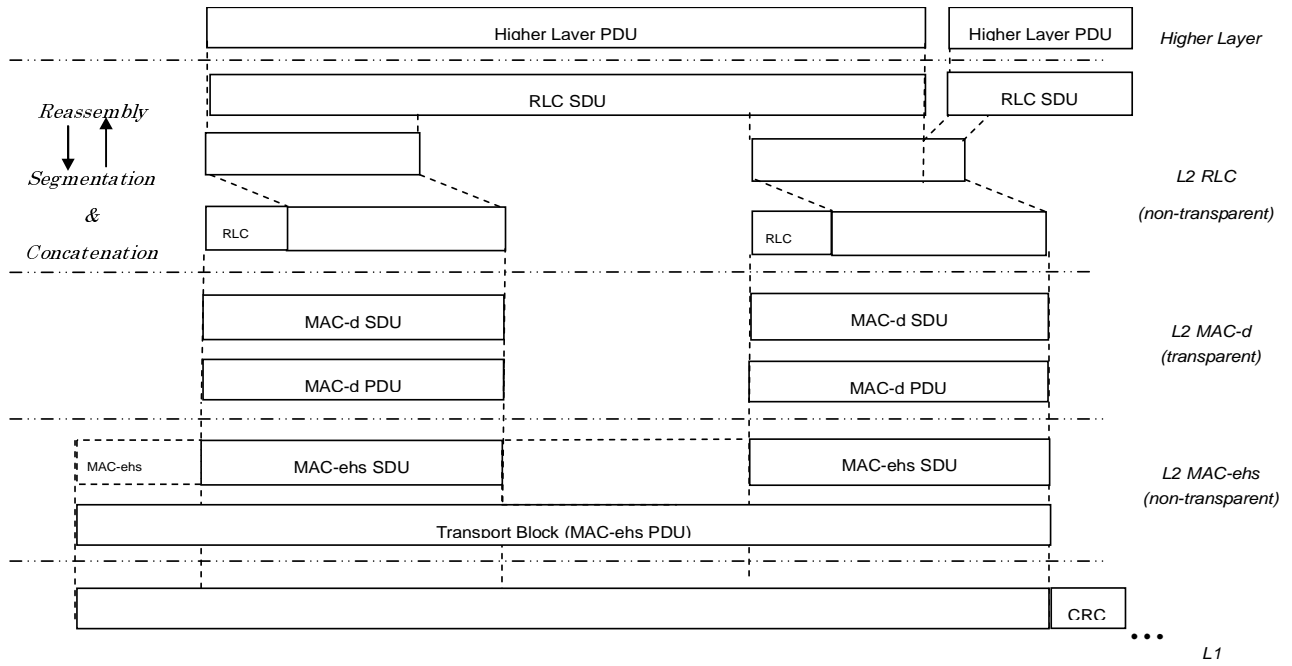 Higher Layer PDU
Higher Layer PDU
Higher Layer
RLC SDU
RLC SDU
Reassembly
Segmentation
&
Concatenation
L2 RLC
(non-transparent)
RLC
RLC
MAC-d SDU
MAC-d SDU
L2 MAC-d
(transparent)
MAC-d PDU
MAC-d PDU
MAC-ehs
MAC-ehs SDU
MAC-ehs SDU
L2 MAC-ehs
(non-transparent)
Transport Block (MAC-ehs PDU)
CRC
•••
L1